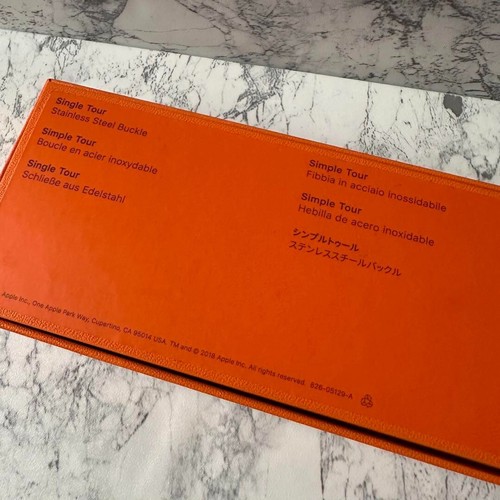 Single Tour
Stainless Steel Buckle
Simple Tour
Boucle en acier inoxydable
Single Tour
Schließe aus Edelstahl
Simple Tour
Fibbia in acciaio inossidabile
Simple Tour
Hebilla de acero inoxidable
シンプルトゥール
ステンレススチールバックル
Apple Inc., One Apple Park Way, Cupertino, CA 95014 USA. TM and © 2018 Apple Inc. All rights reserved. 626-05129-A